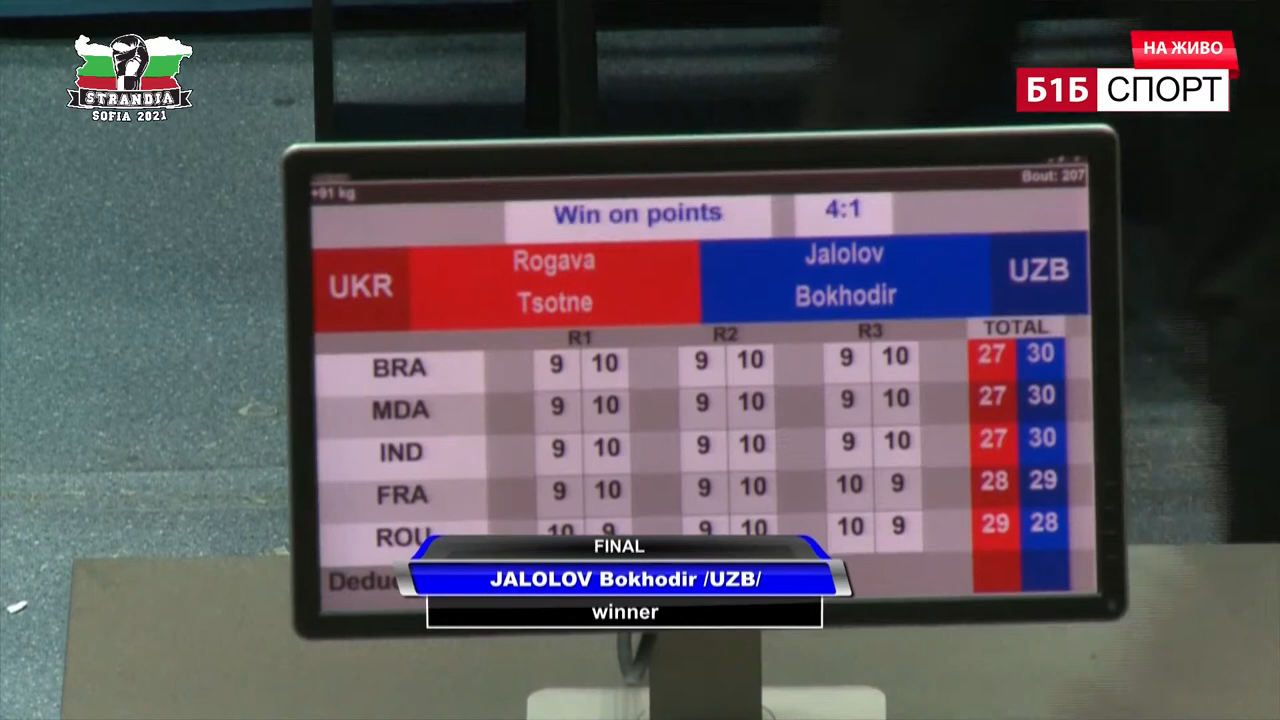 STRANDIA
SOFIA 2021
НА ЖИВО
Б1Б СПОРТ
+91 kg
Bout: 207
Win on points 4:1
UKR Rogava Tsotne Jalolov Bokhodir UZB
R1 R2 R3 TOTAL
BRA 9 10 9 10 9 10 27 30
MDA 9 10 9 10 9 10 27 30
IND 9 10 9 10 9 10 27 30
FRA 9 10 9 10 10 9 28 29
ROU 10 9 9 10 10 9 29 28
FINAL
JALOLOV Bokhodir /UZB/
winner